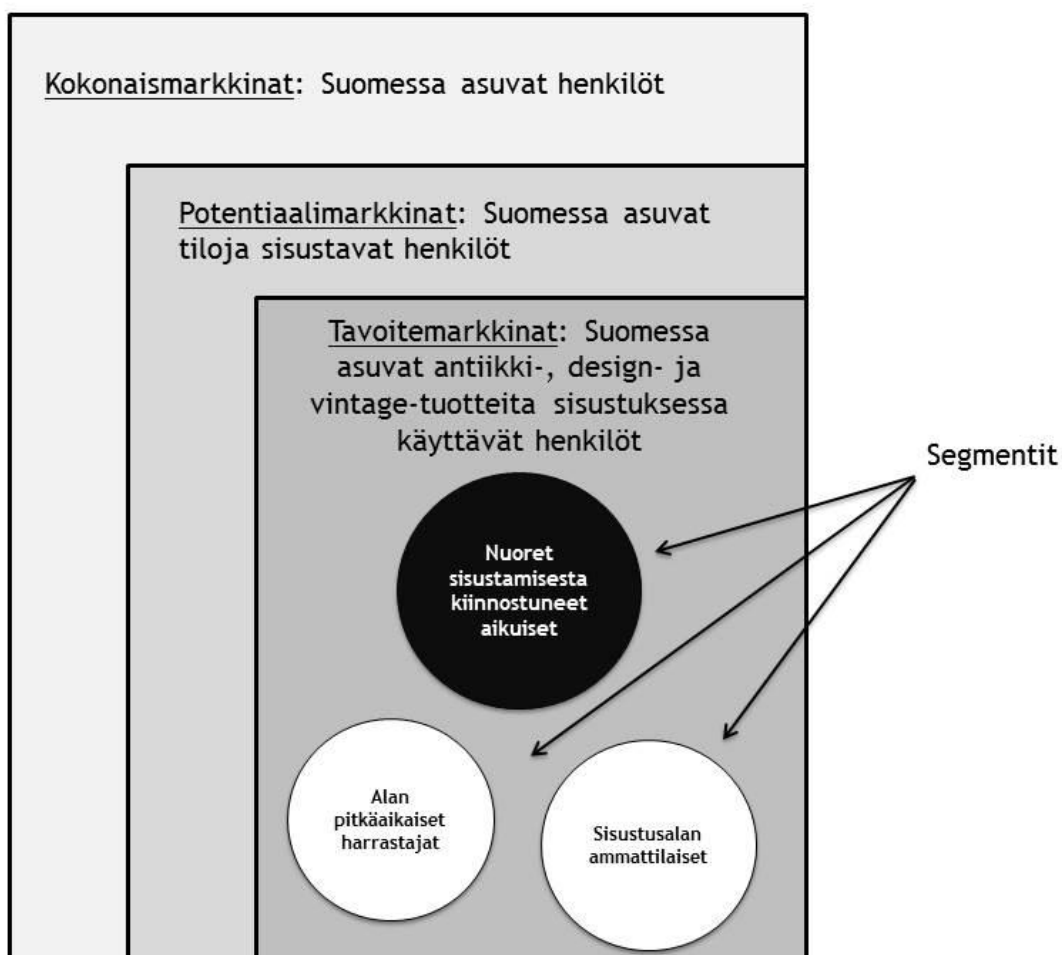 Kokonaismarkkinat: Suomessa asuvat henkilöt
Potentiaalimarkkinat: Suomessa asuvat
tiloja sisustavat henkilöt
Tavoitemarkkinat: Suomessa
asuvat antiikki-, design- ja
vintage-tuotteita sisustuksessa
käyttävät henkilöt
Segmentit
Nuoret
sisustamisesta
kiinnostuneet
aikuiset
Alan
pitkäaikaiset
harrastajat
Sisustusalan
ammattilaiset